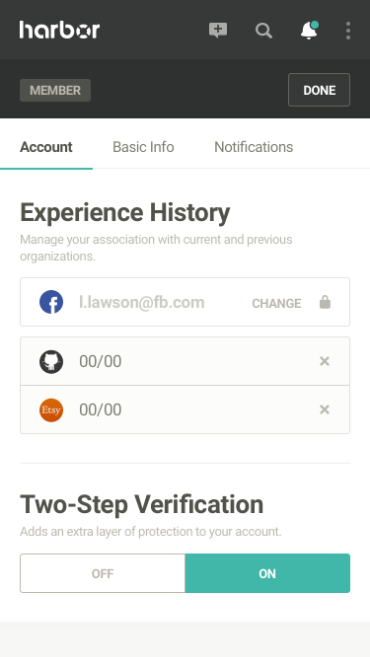 harbor
MEMBER
DONE
Account
Basic Info
Notifications
Experience History
Manage your association with current and previous
organizations.
l.lawson@fb.com
CHANGE
00/00
Etsy
00/00
Two-Step Verification
Adds an extra layer of protection to your account.
OFF
ON